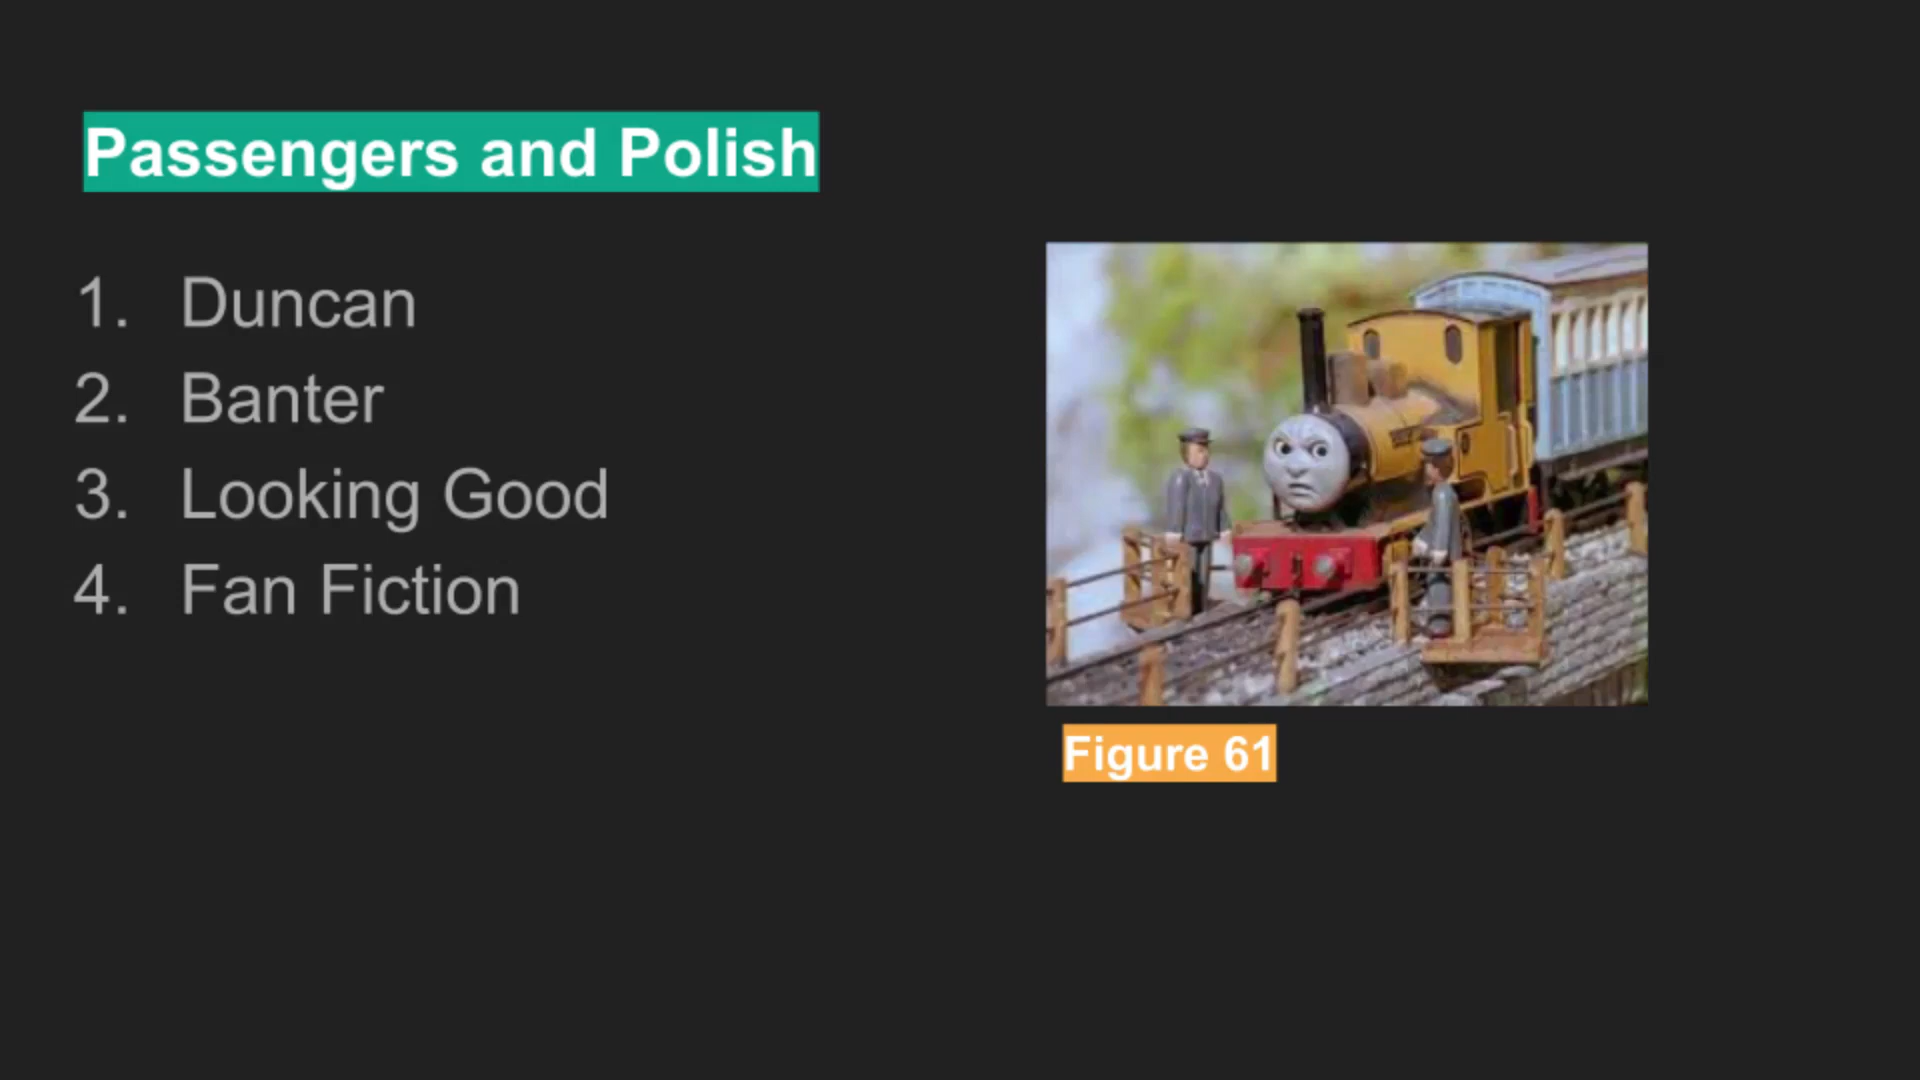 Passengers and Polish
1. Duncan
2. Banter
3. Looking Good
4. Fan Fiction
Figure 61